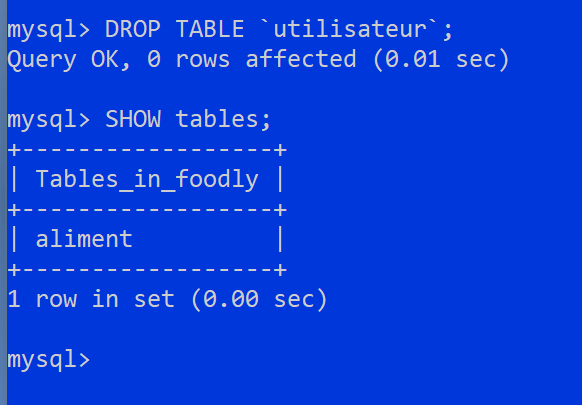 mysql> DROP TABLE `utilisateur`;
Query OK, 0 rows affected (0.01 sec)
mysql> SHOW tables;
+-----------------+
| Tables_in_foodly |
+-----------------+
| aliment          |
+-----------------+
1 row in set (0.00 sec)
mysql>